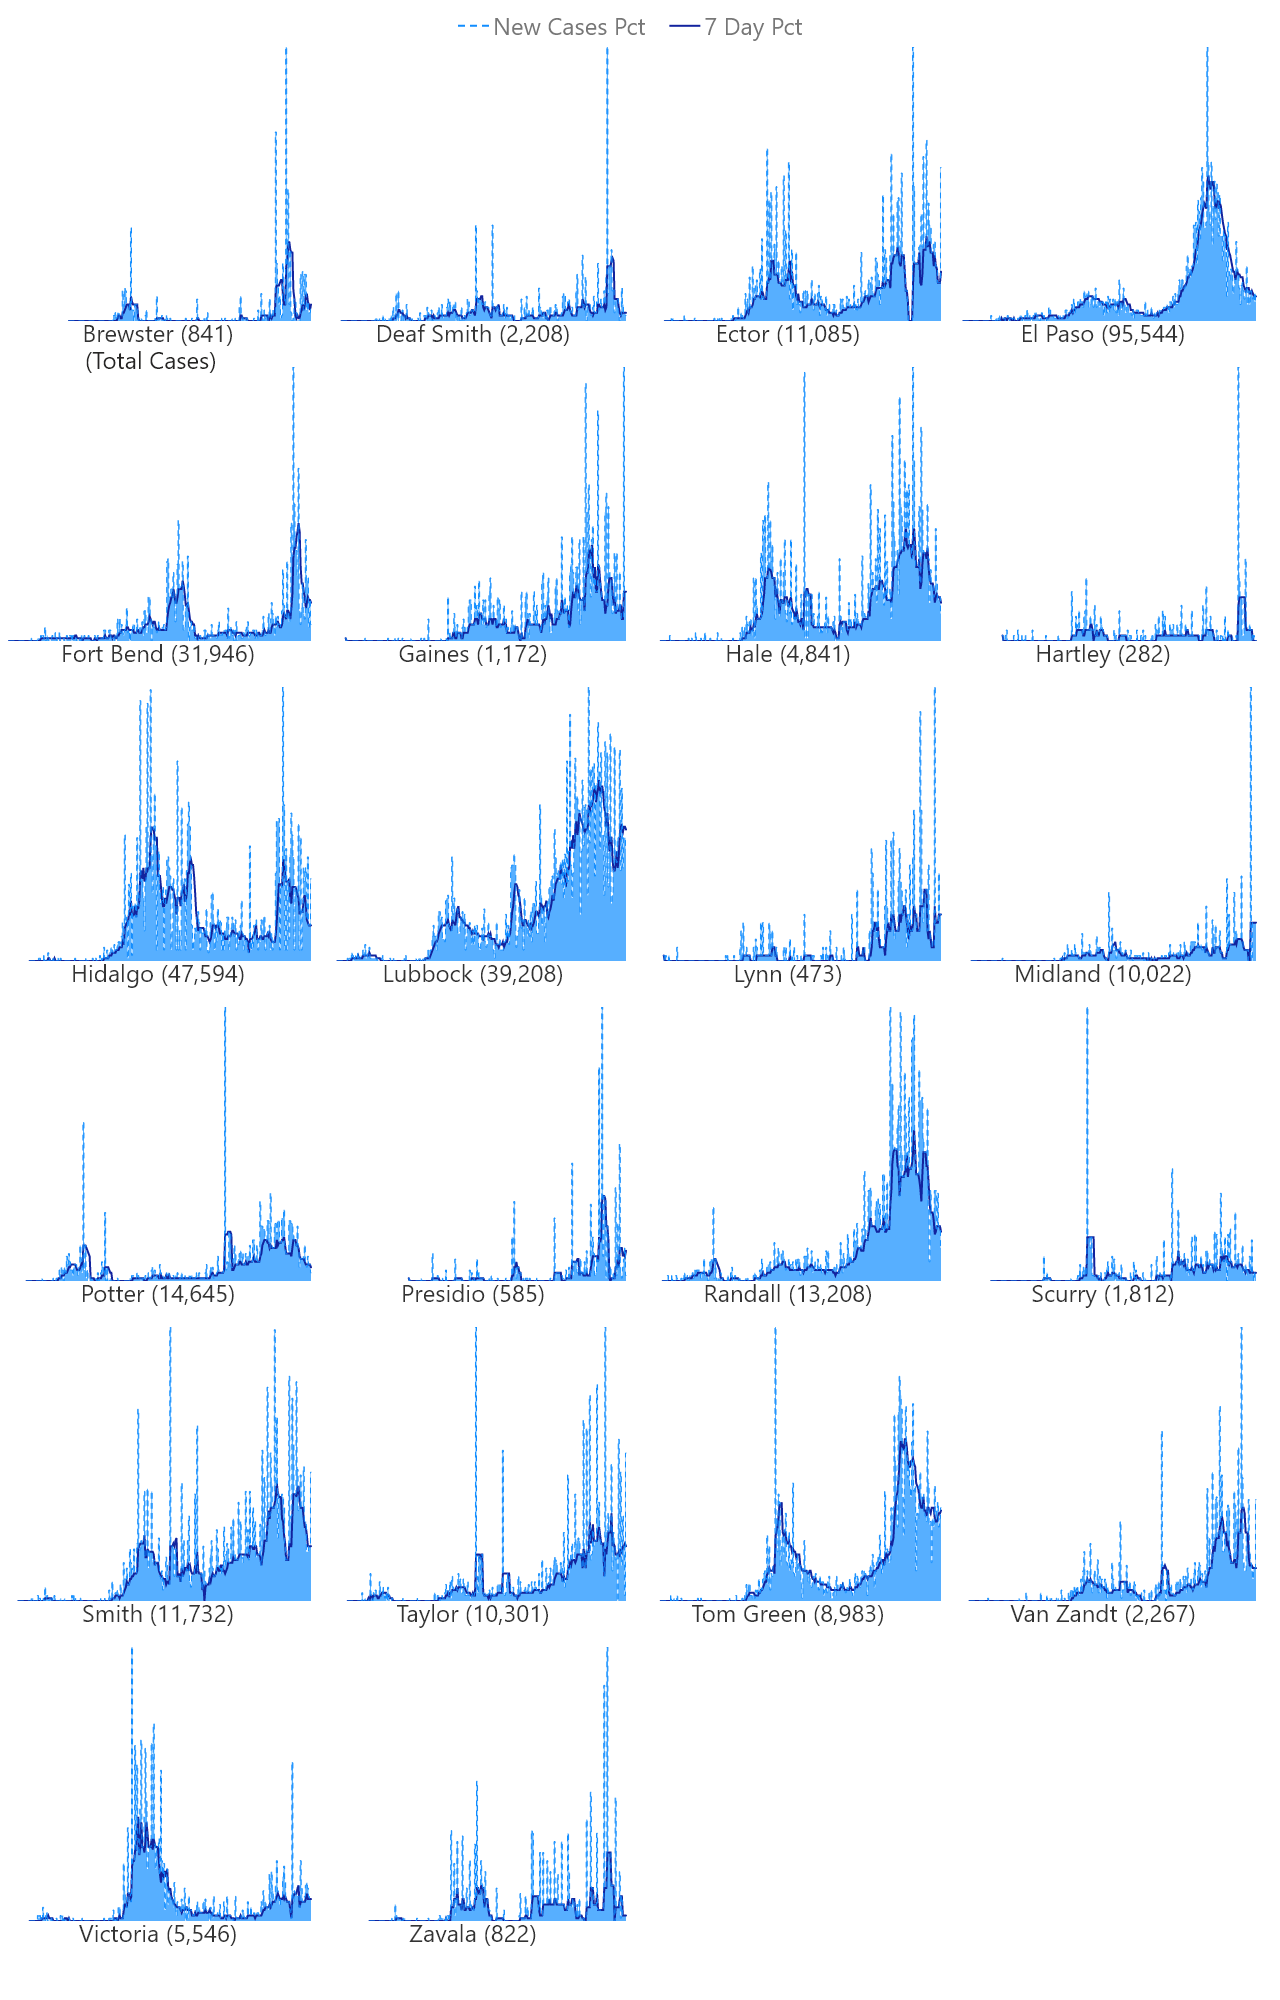 New Cases Pct 7 Day Pct
Brewster (841) Deaf Smith (2,208) Ector (11,085) El Paso (95,544)
(Total Cases)
Fort Bend (31,946) Gaines (1,172) Hale (4,841) Hartley (282)
Hidalgo (47,594) Lubbock (39,208) Lynn (473) Midland (10,022)
Potter (14,645) Presidio (585) Randall (13,208) Scurry (1,812)
Smith (11,732) Taylor (10,301) Tom Green (8,983) Van Zandt (2,267)
Victoria (5,546) Zavala (822)